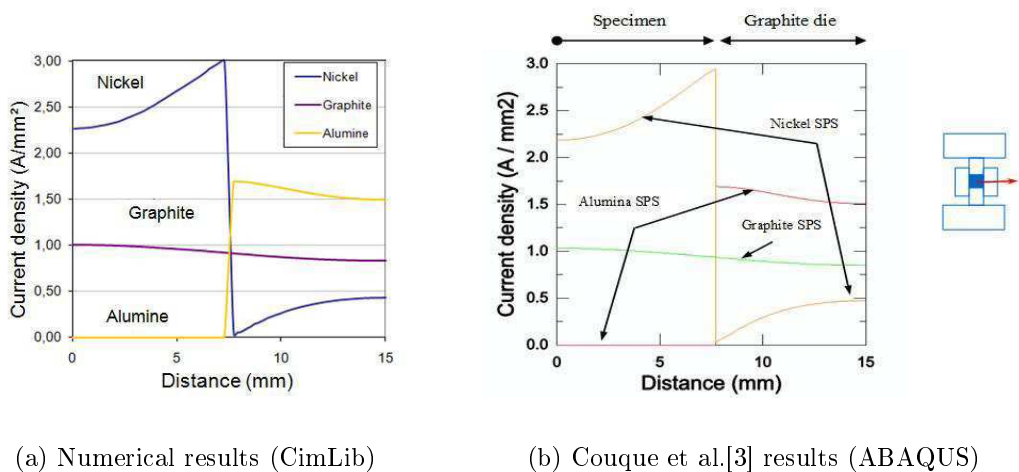 Specimen
Graphite die
3,00
2,50
2,00
1,50
1,00
0,50
0,00
Current density (A/mm²)
Nickel
Graphite
Alumine
Nickel
Graphite
Alumine
0
5
10
15
Distance (mm)
3.0
2.5
2.0
1.5
1.0
0.5
0.0
Current density (A / mm2)
Nickel SPS
Alumina SPS
Graphite SPS
0
5
10
15
Distance (mm)
(a) Numerical results (CimLib)
(b) Couque et al.[3] results (ABAQUS)